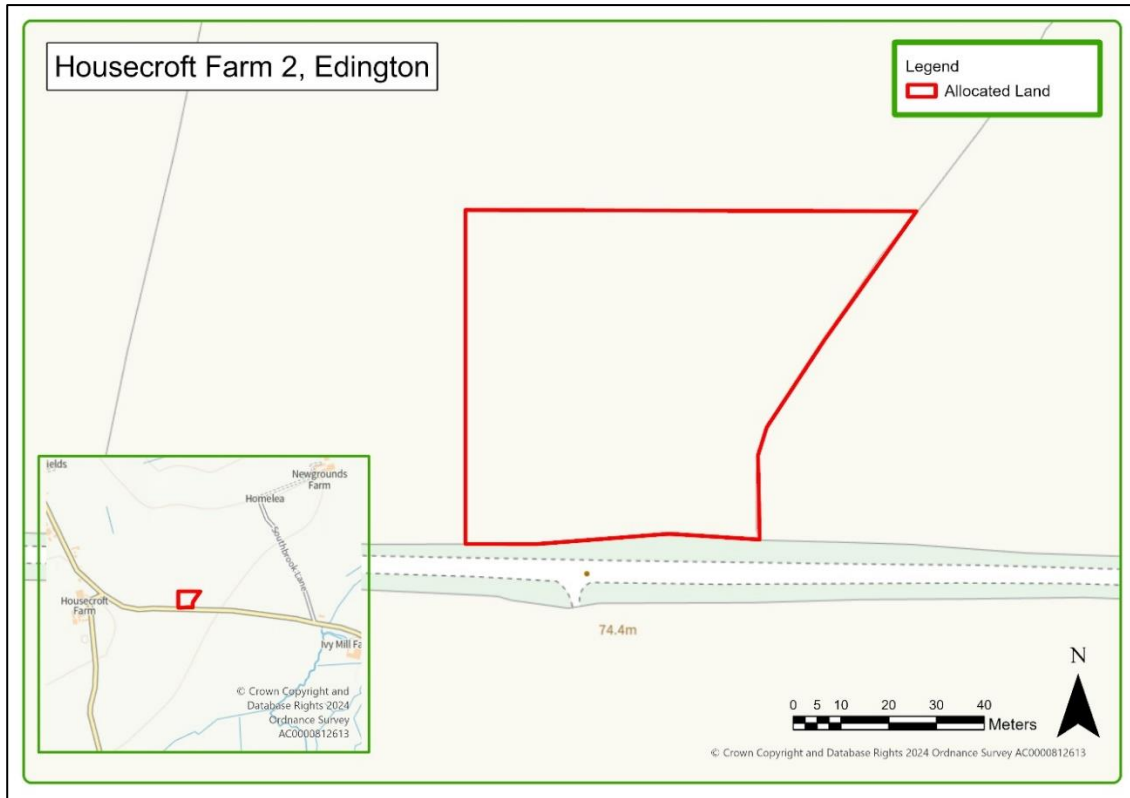 Housecroft Farm 2, Edington
Legend
Allocated Land
ields
Newgrounds
Farm
Homelea
Southbrook Lane
Housecroft
Farm
Ivy Mill Fa
© Crown Copyright and
Database Rights 2024
Ordnance Survey
AC0000812613
74.4m
N
0 5 10 20 30 40
Meters
© Crown Copyright and Database Rights 2024 Ordnance Survey AC0000812613